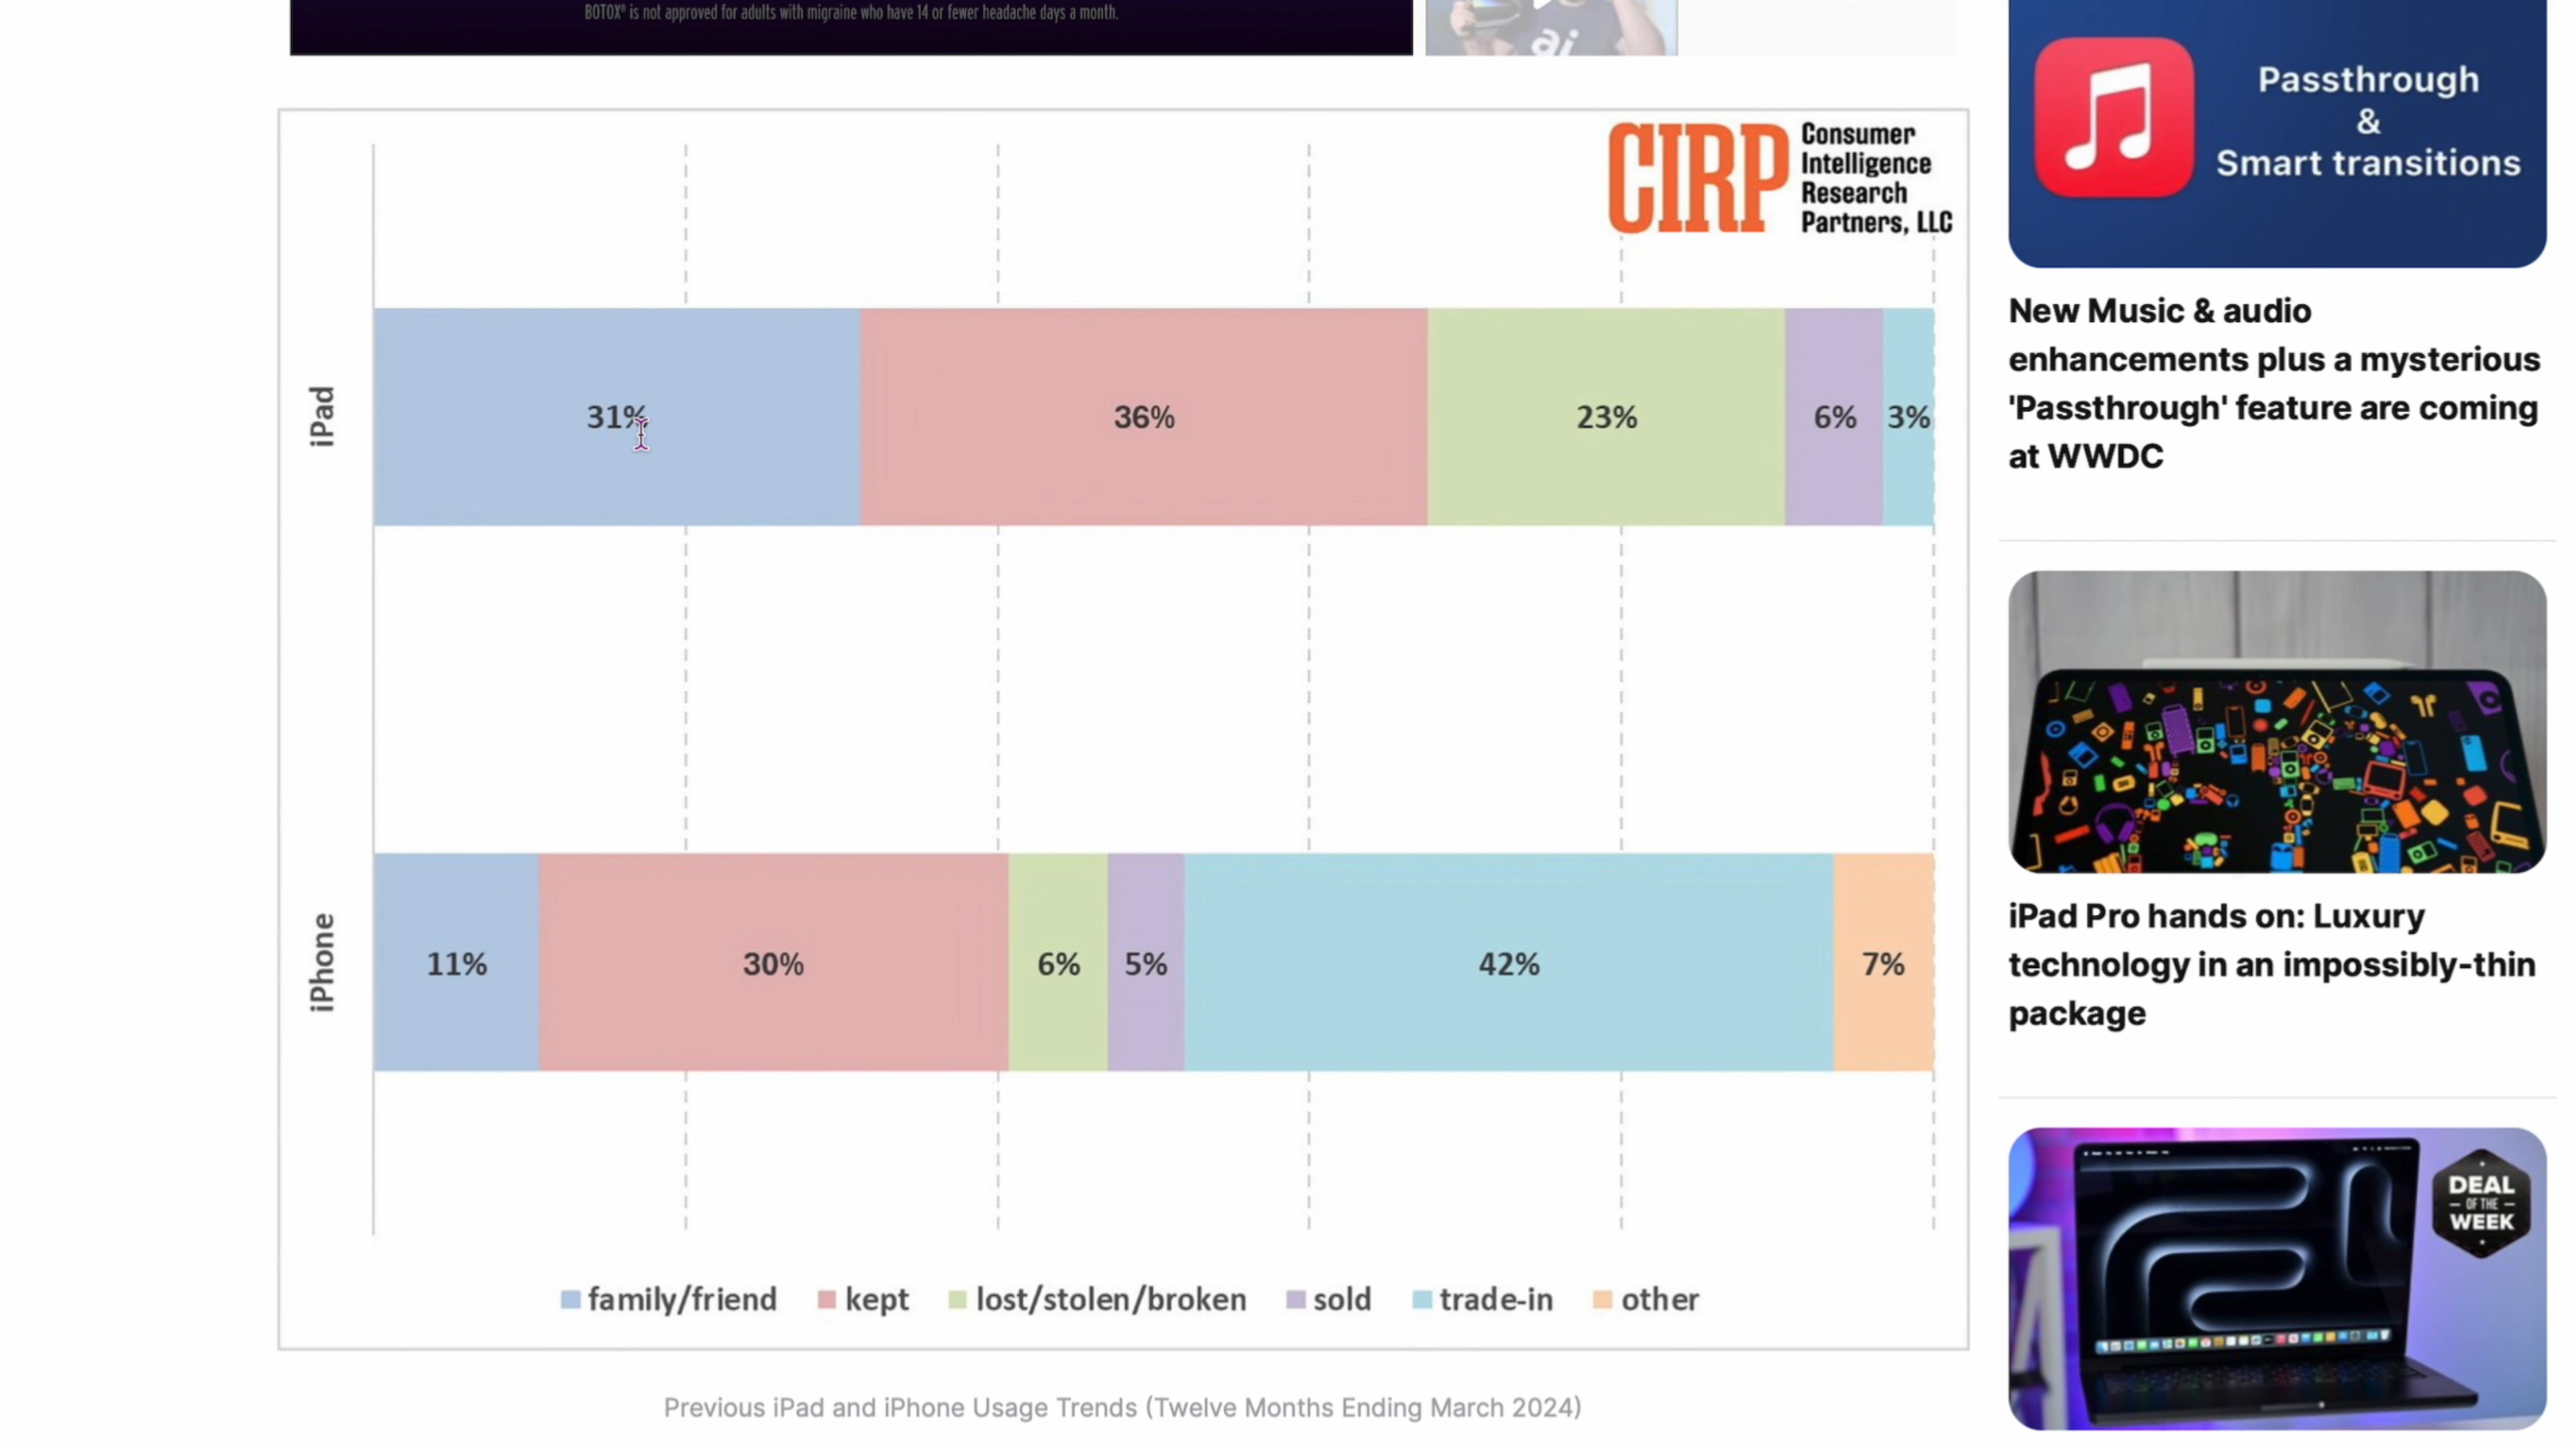 BOTOX® is not approved for adults with migraine who have 14 or fewer headache days a month.
ai
CIRP
Consumer
Intelligence
Research
Partners, LLC
iPad
31%
36%
23%
6%
3%
iPhone
11%
30%
6%
5%
42%
7%
family/friend
kept
lost/stolen/broken
sold
trade-in
other
Previous iPad and iPhone Usage Trends (Twelve Months Ending March 2024)
Passthrough
&
Smart transitions
New Music & audio
enhancements plus a mysterious
'Passthrough' feature are coming
at WWDC
iPad Pro hands on: Luxury
technology in an impossibly-thin
package
DEAL
— OF THE —
WEEK